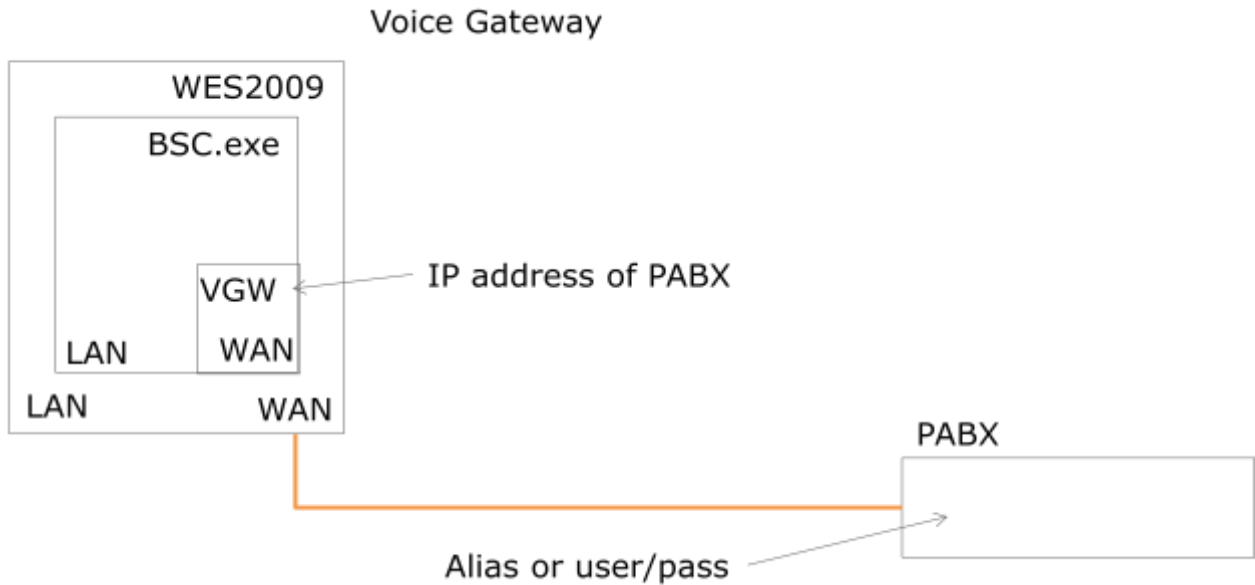 Voice Gateway
WES2009
BSC.exe
VGW
IP address of PABX
LAN
WAN
LAN
WAN
PABX
Alias or user/pass